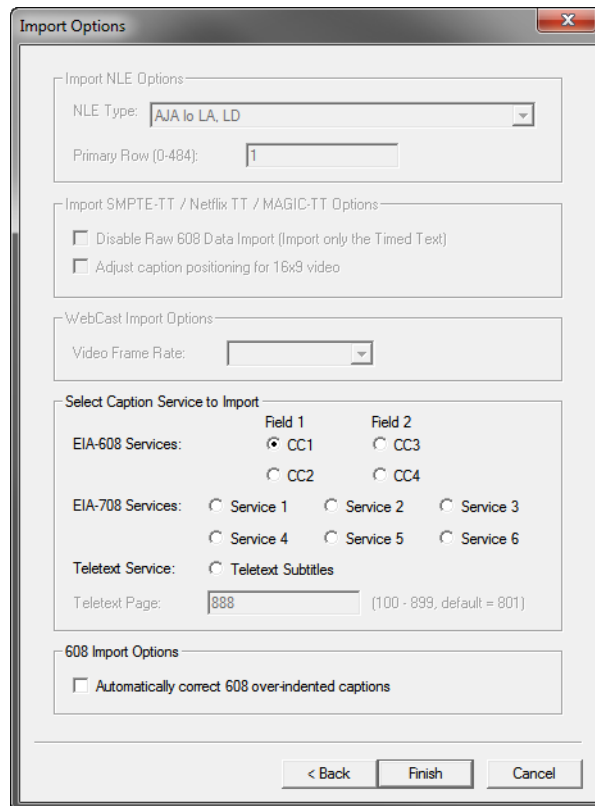 Import Options
Import NLE Options
NLE Type: AJA Io LA, LD
Primary Row (0-484): 1
Import SMPTE-TT / Netflix TT / MAGIC-TT Options
Disable Raw 608 Data Import (Import only the Timed Text)
Adjust caption positioning for 16x9 video
WebCast Import Options
Video Frame Rate:
Select Caption Service to Import
Field 1 Field 2
EIA-608 Services: CC1 CC3
CC2 CC4
EIA-708 Services: Service 1 Service 2 Service 3
Service 4 Service 5 Service 6
Teletext Service: Teletext Subtitles
Teletext Page: 888 (100 - 899, default = 801)
608 Import Options
Automatically correct 608 over-indented captions
< Back Finish Cancel